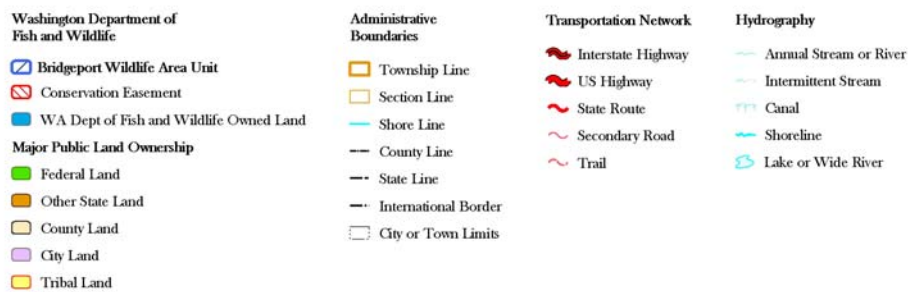 Washington Department of
Fish and Wildlife
Bridgeport Wildlife Area Unit
Conservation Easement
WA Dept of Fish and Wildlife Owned Land
Major Public Land Ownership
Federal Land
Other State Land
County Land
City Land
Tribal Land
Administrative
Boundaries
Township Line
Section Line
Shore Line
County Line
State Line
International Border
City or Town Limits
Transportation Network
Interstate Highway
US Highway
State Route
Secondary Road
Trail
Hydrography
Annual Stream or River
Intermittent Stream
Canal
Shoreline
Lake or Wide River